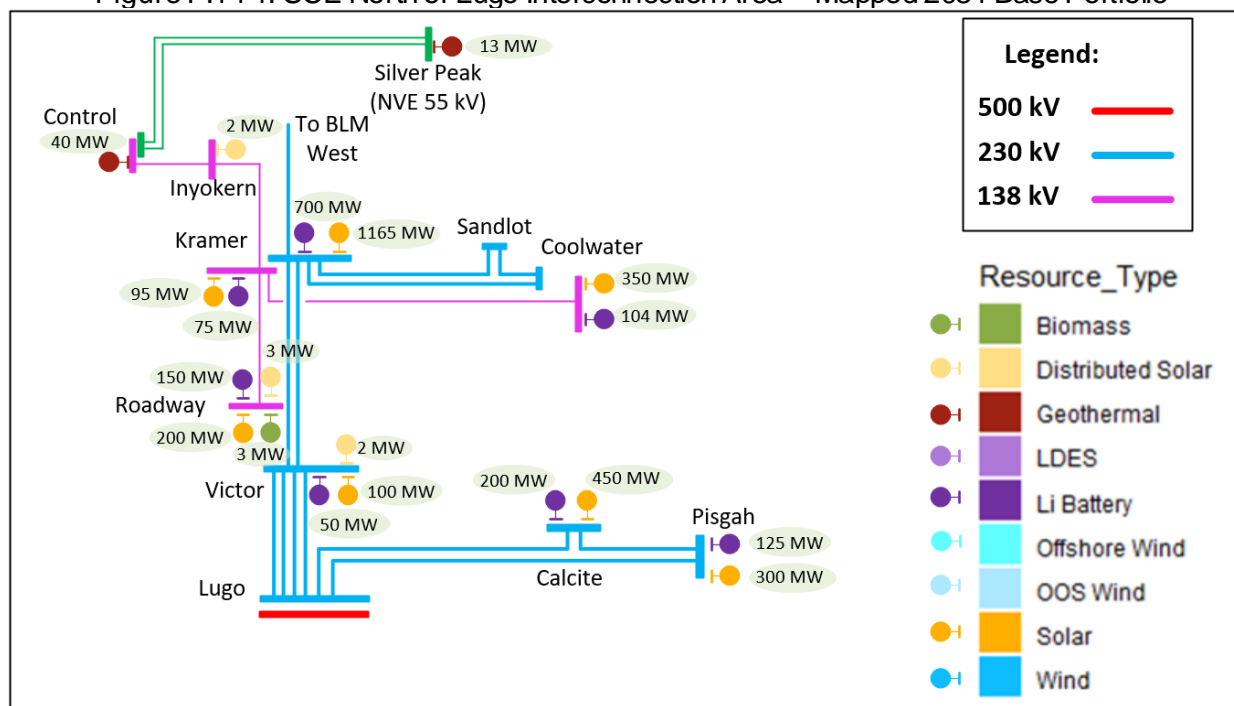 13 MW
Silver Peak
(NVE 55 kV)
Control
40 MW
2 MW
To BLM
West
Inyokern
700 MW
1165 MW
Sandlot
Coolwater
Kramer
350 MW
95 MW
104 MW
75 MW
3 MW
150 MW
Roadway
200 MW
3 MW
2 MW
Victor
100 MW
50 MW
200 MW
450 MW
Pisgah
125 MW
Calcite
300 MW
Lugo
Legend:
500 kV
230 kV
138 kV
Resource_Type
Biomass
Distributed Solar
Geothermal
LDES
Li Battery
Offshore Wind
OOS Wind
Solar
Wind